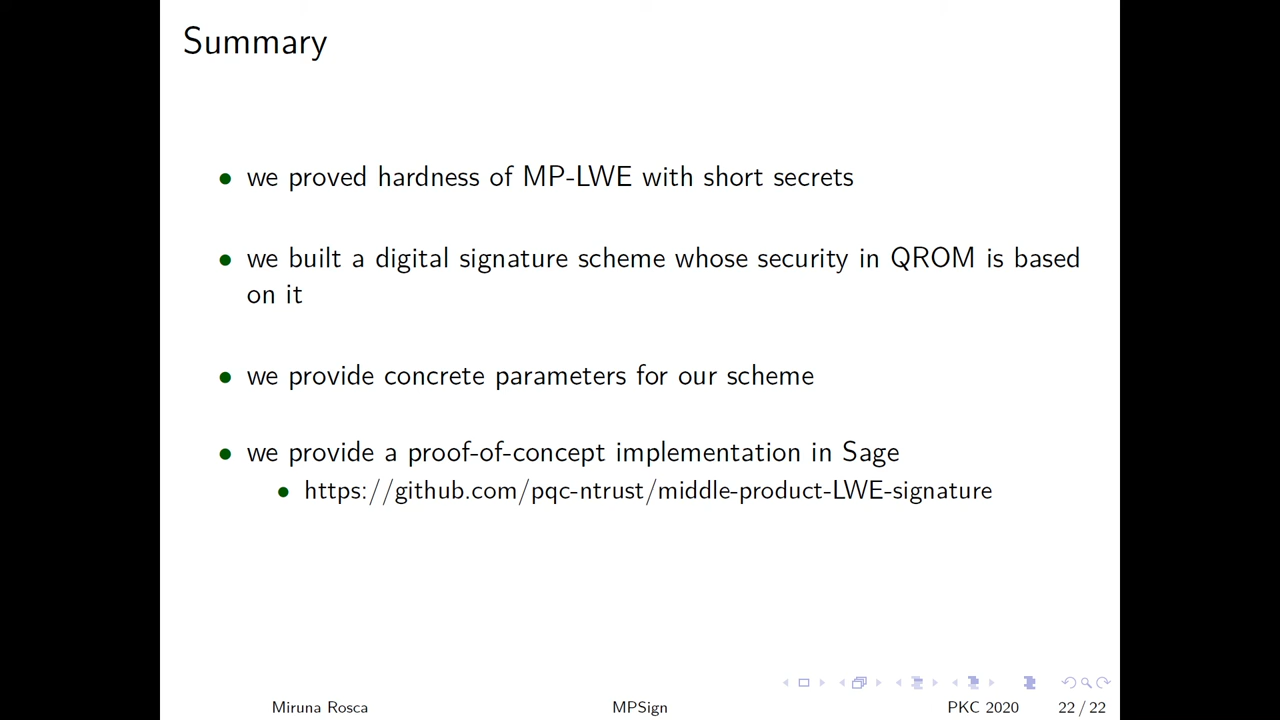 Summary
we proved hardness of MP-LWE with short secrets
we built a digital signature scheme whose security in QROM is based
on it
we provide concrete parameters for our scheme
we provide a proof-of-concept implementation in Sage
https://github.com/pqc-ntrust/middle-product-LWE-signature
Miruna Rosca MPSign PKC 2020 22 / 22